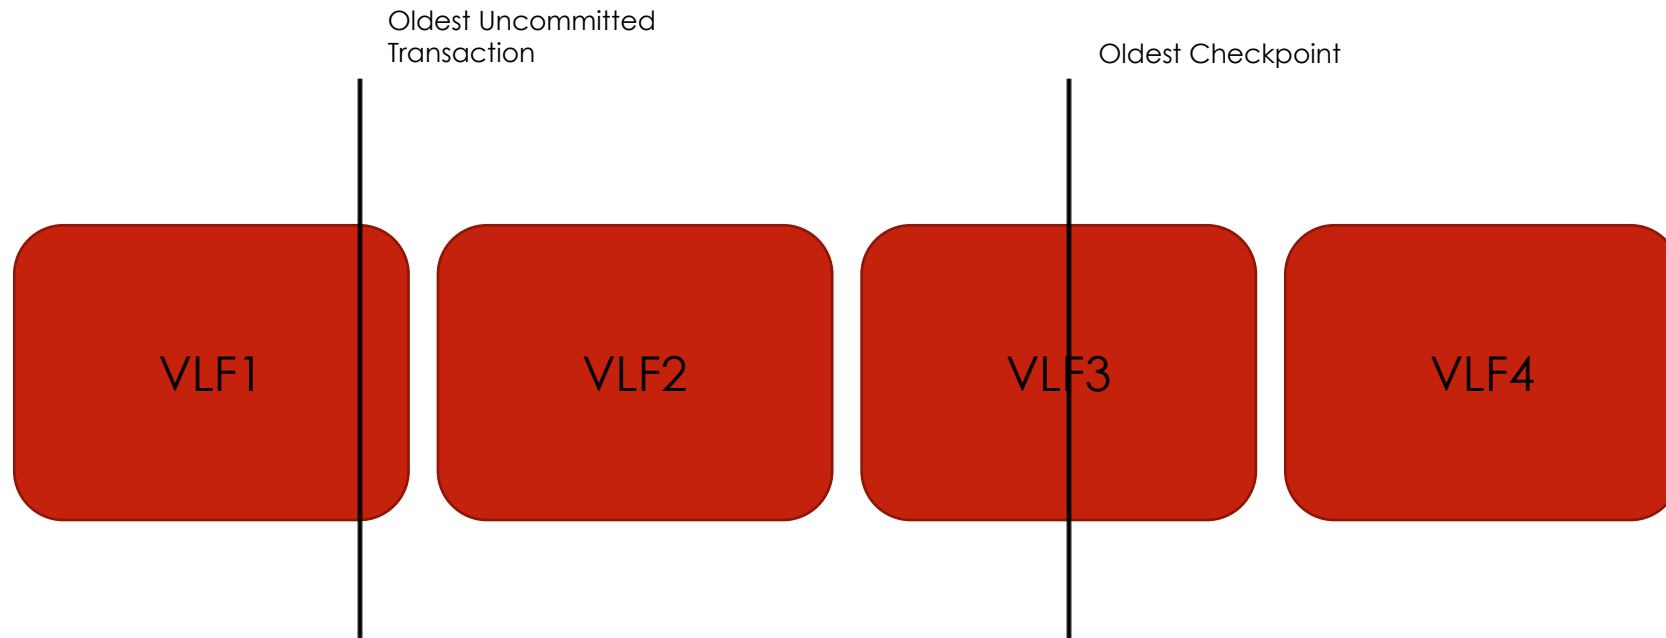 Oldest Uncommitted
Transaction
Oldest Checkpoint
VLF1
VLF2
VLF3
VLF4